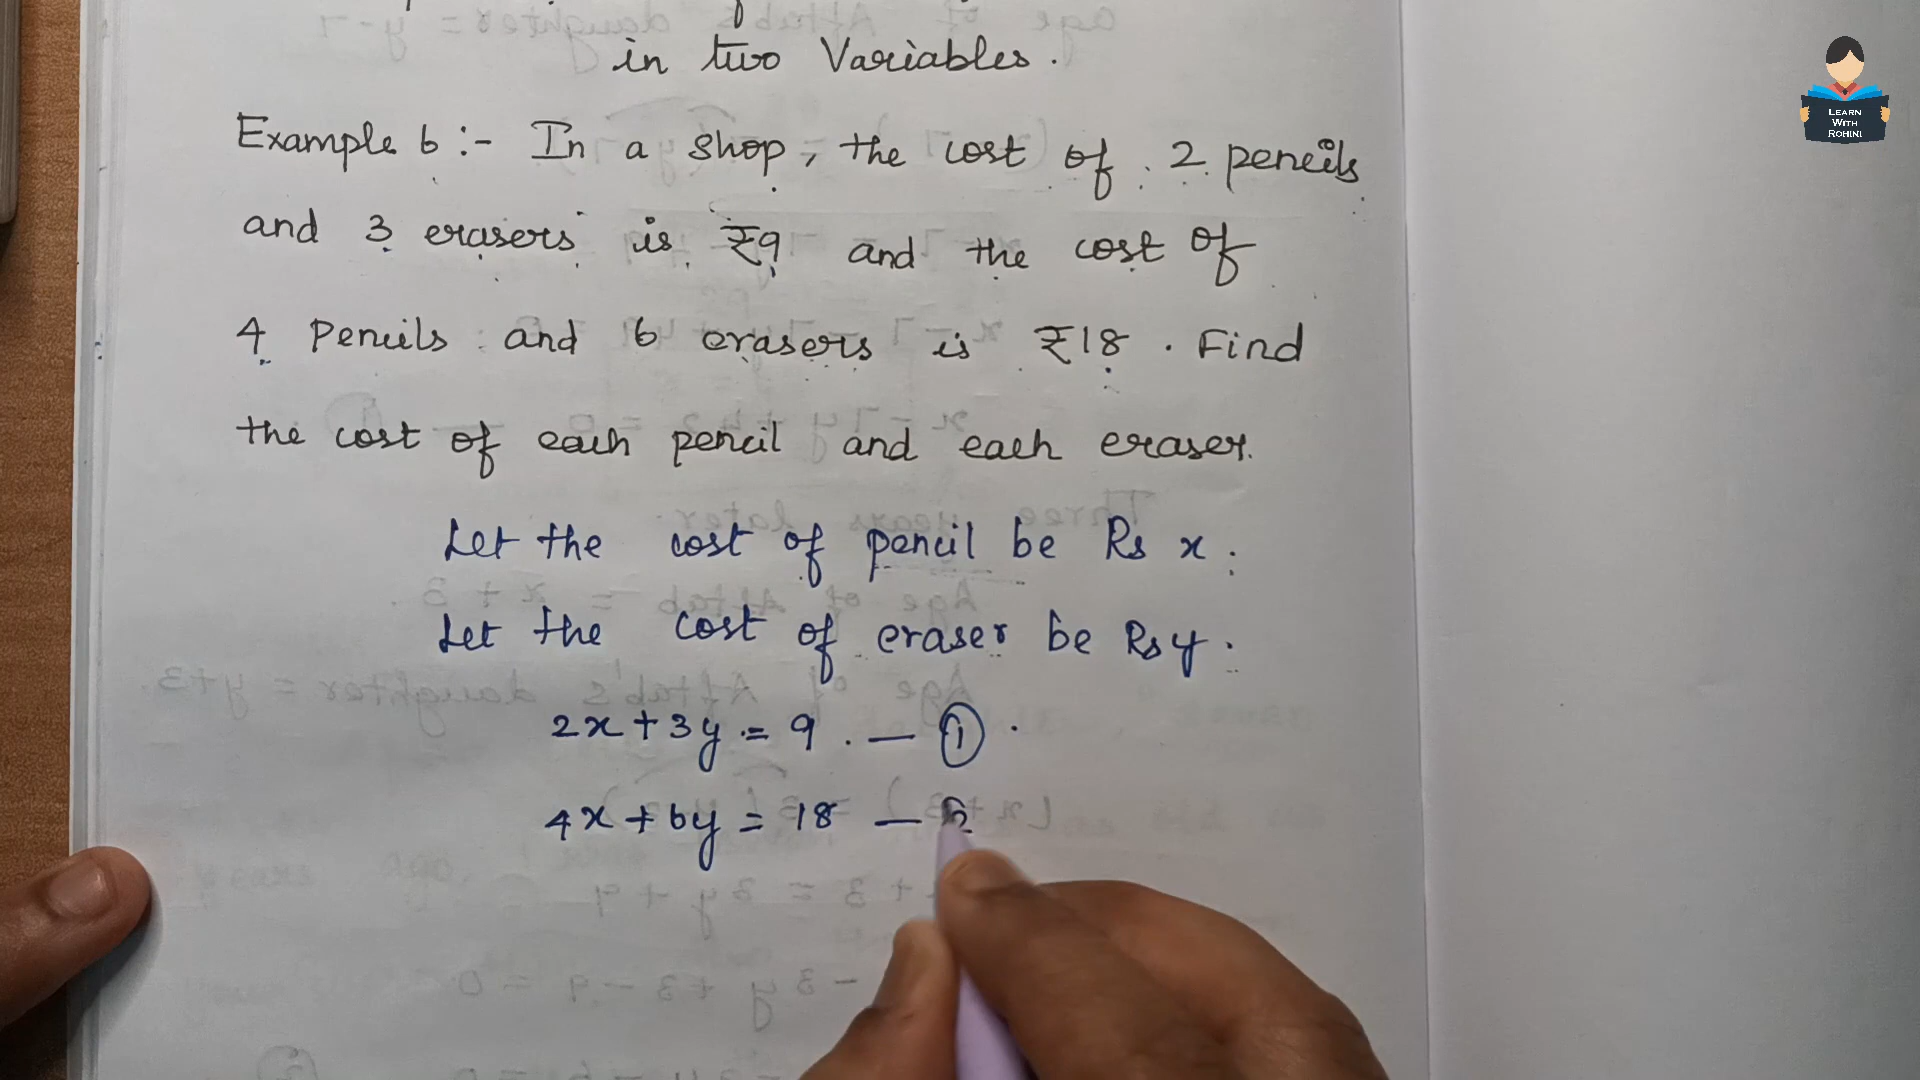 in two Variables.
Example 6 :- In a shop, the cost of 2 pencils
and 3 erasers is ₹9 and the cost of
4 Pencils and 6 erasers is ₹18. Find
the cost of each pencil and each eraser.
Let the cost of pencil be Rs x.
Let the cost of eraser be Rs y.
2x+3y = 9 — ①
4x+6y = 18 — 2
LEARN
WITH
ROHINI